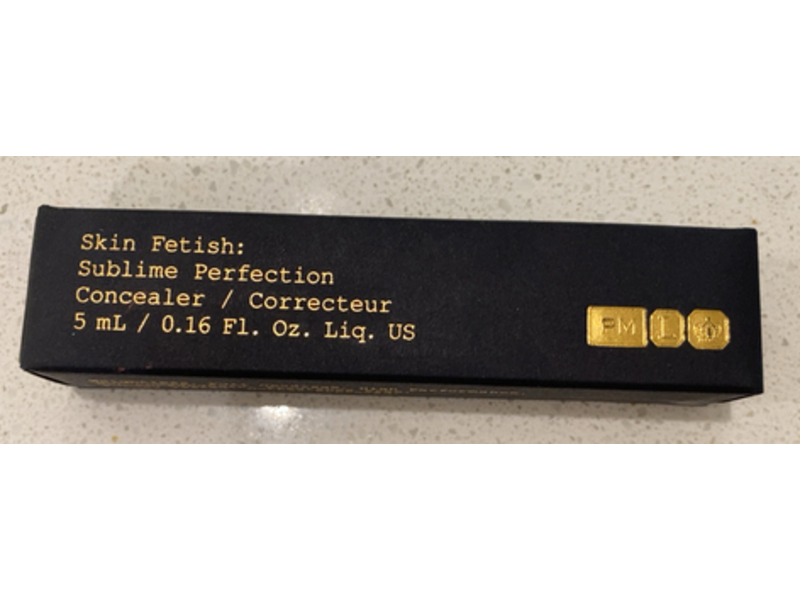 Skin Fetish:
Sublime Perfection
Concealer / Correcteur
5 mL / 0.16 Fl. Oz. Liq. US
PM L